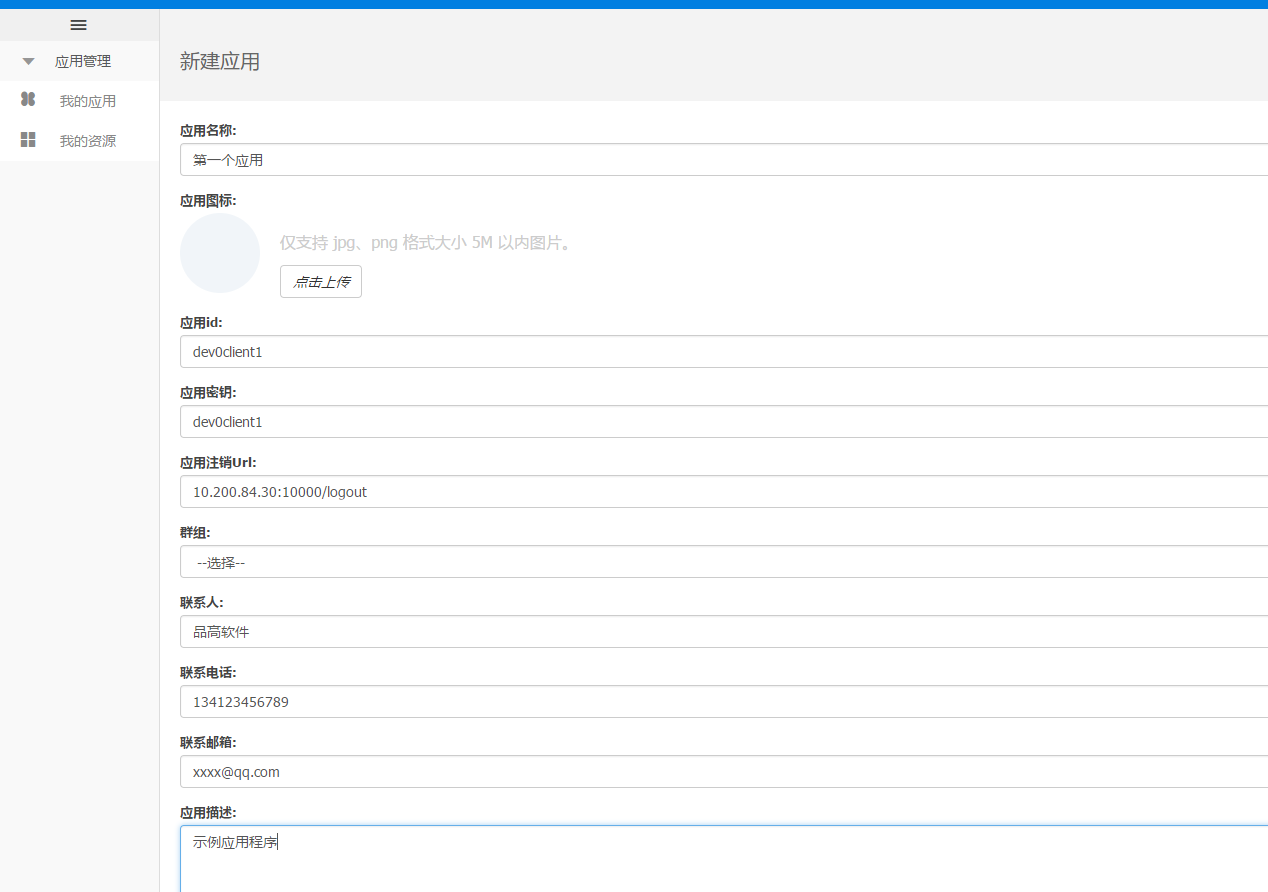 应用管理
我的应用
我的资源
新建应用
应用名称:
第一个应用
应用图标:
仅支持 jpg、png 格式大小 5M 以内图片。
点击上传
应用id:
dev0client1
应用密钥:
dev0client1
应用注销Url:
10.200.84.30:10000/logout
群组:
--选择--
联系人:
品高软件
联系电话:
134123456789
联系邮箱:
xxxx@qq.com
应用描述:
示例应用程序